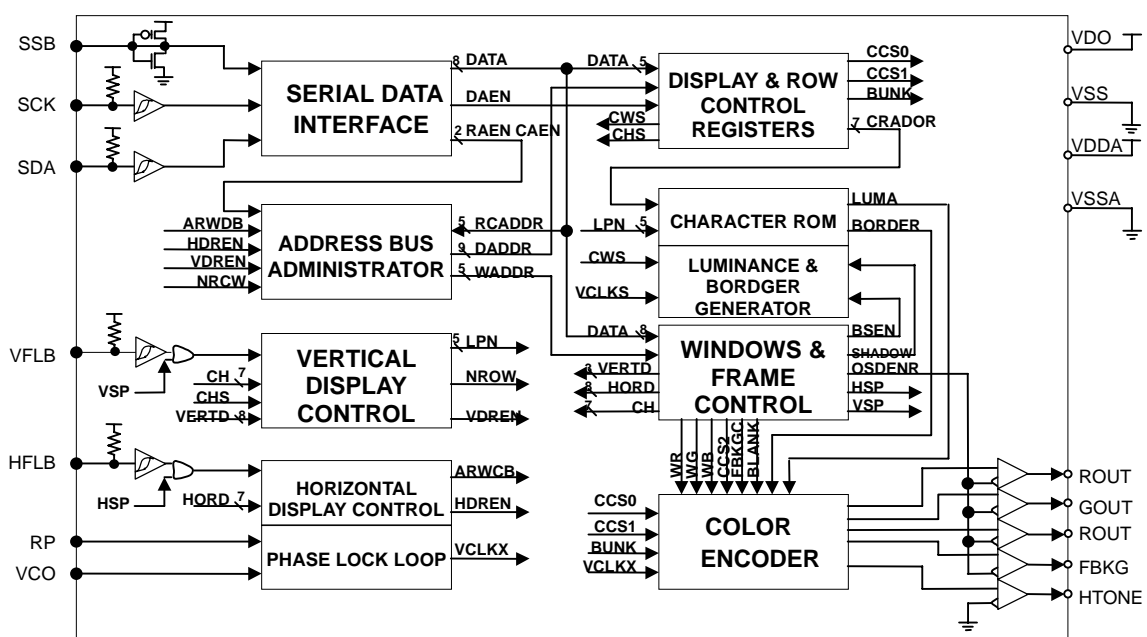 SSB
SCK
SDA
SERIAL DATA
INTERFACE
8 DATA
DAEN
2 RAEN CAEN
DATA 5
DISPLAY & ROW
CONTROL
REGISTERS
CCS0
CCS1
BUNK
7 CRADOR
CWS
CHS
VDO
VSS
VDDA
VSSA
ARWDB
HDREN
VDREN
NRCW
ADDRESS BUS
ADMINISTRATOR
5 RCADDR
9 DADDR
5 WADDR
LPN 5
CWS
VCLKS
CHARACTER ROM
LUMINANCE &
BORDGER
GENERATOR
LUMA
BORDER
VFLB
VSP
CH 7
CHS
VERTD 8
VERTICAL
DISPLAY
CONTROL
5 LPN
NROW
VDREN
DATA 8
8 VERTD
8 HORD
7 CH
WINDOWS &
FRAME
CONTROL
BSEN
SHADOW
OSDENR
HSP
VSP
WR
WG
WB
CCS2
FBKGC
BLANK
HFLB
HSP
HORD 7
HORIZONTAL
DISPLAY CONTROL
ARWCB
HDREN
RP
VCO
PHASE LOCK LOOP
VCLKX
CCS0
CCS1
BUNK
VCLKX
COLOR
ENCODER
ROUT
GOUT
ROUT
FBKG
HTONE